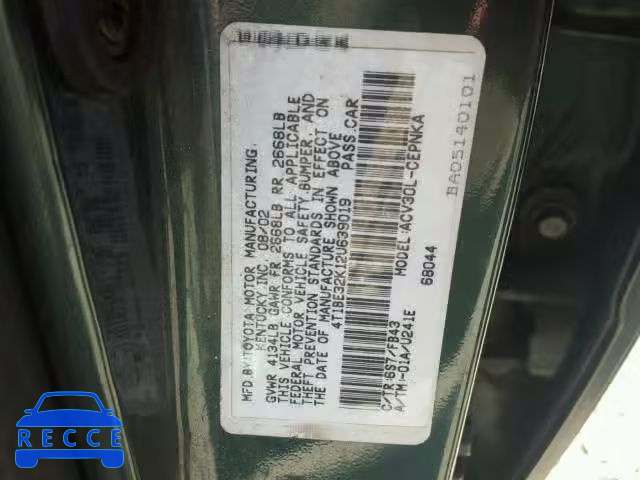 MFD BY:TOYOTA MOTOR MANUFACTURING,
KENTUCKY,INC. 08/02
GVWR 4134LB GAWR FR 2668LB RR 2668LB
THIS VEHICLE CONFORMS TO ALL APPLICABLE
FEDERAL MOTOR VEHICLE SAFETY,BUMPER, AND
THEFT PREVENTION STANDARDS IN EFFECT ON
THE DATE OF MANUFACTURE SHOWN ABOVE
4T1BE32K12U639019 PASS.CAR
C/TR:6S7/FB43 MODEL:ACV30L-CEPNKA
A/TM:-01A/U241E 68044
BA05140101
RECCE